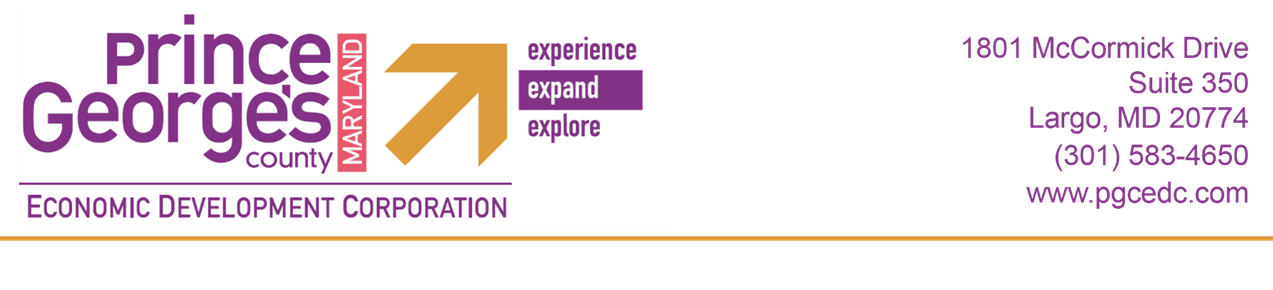 Prince
George's
county
MARYLAND
experience
expand
explore
ECONOMIC DEVELOPMENT CORPORATION
1801 McCormick Drive
Suite 350
Largo, MD 20774
(301) 583-4650
www.pgcedc.com